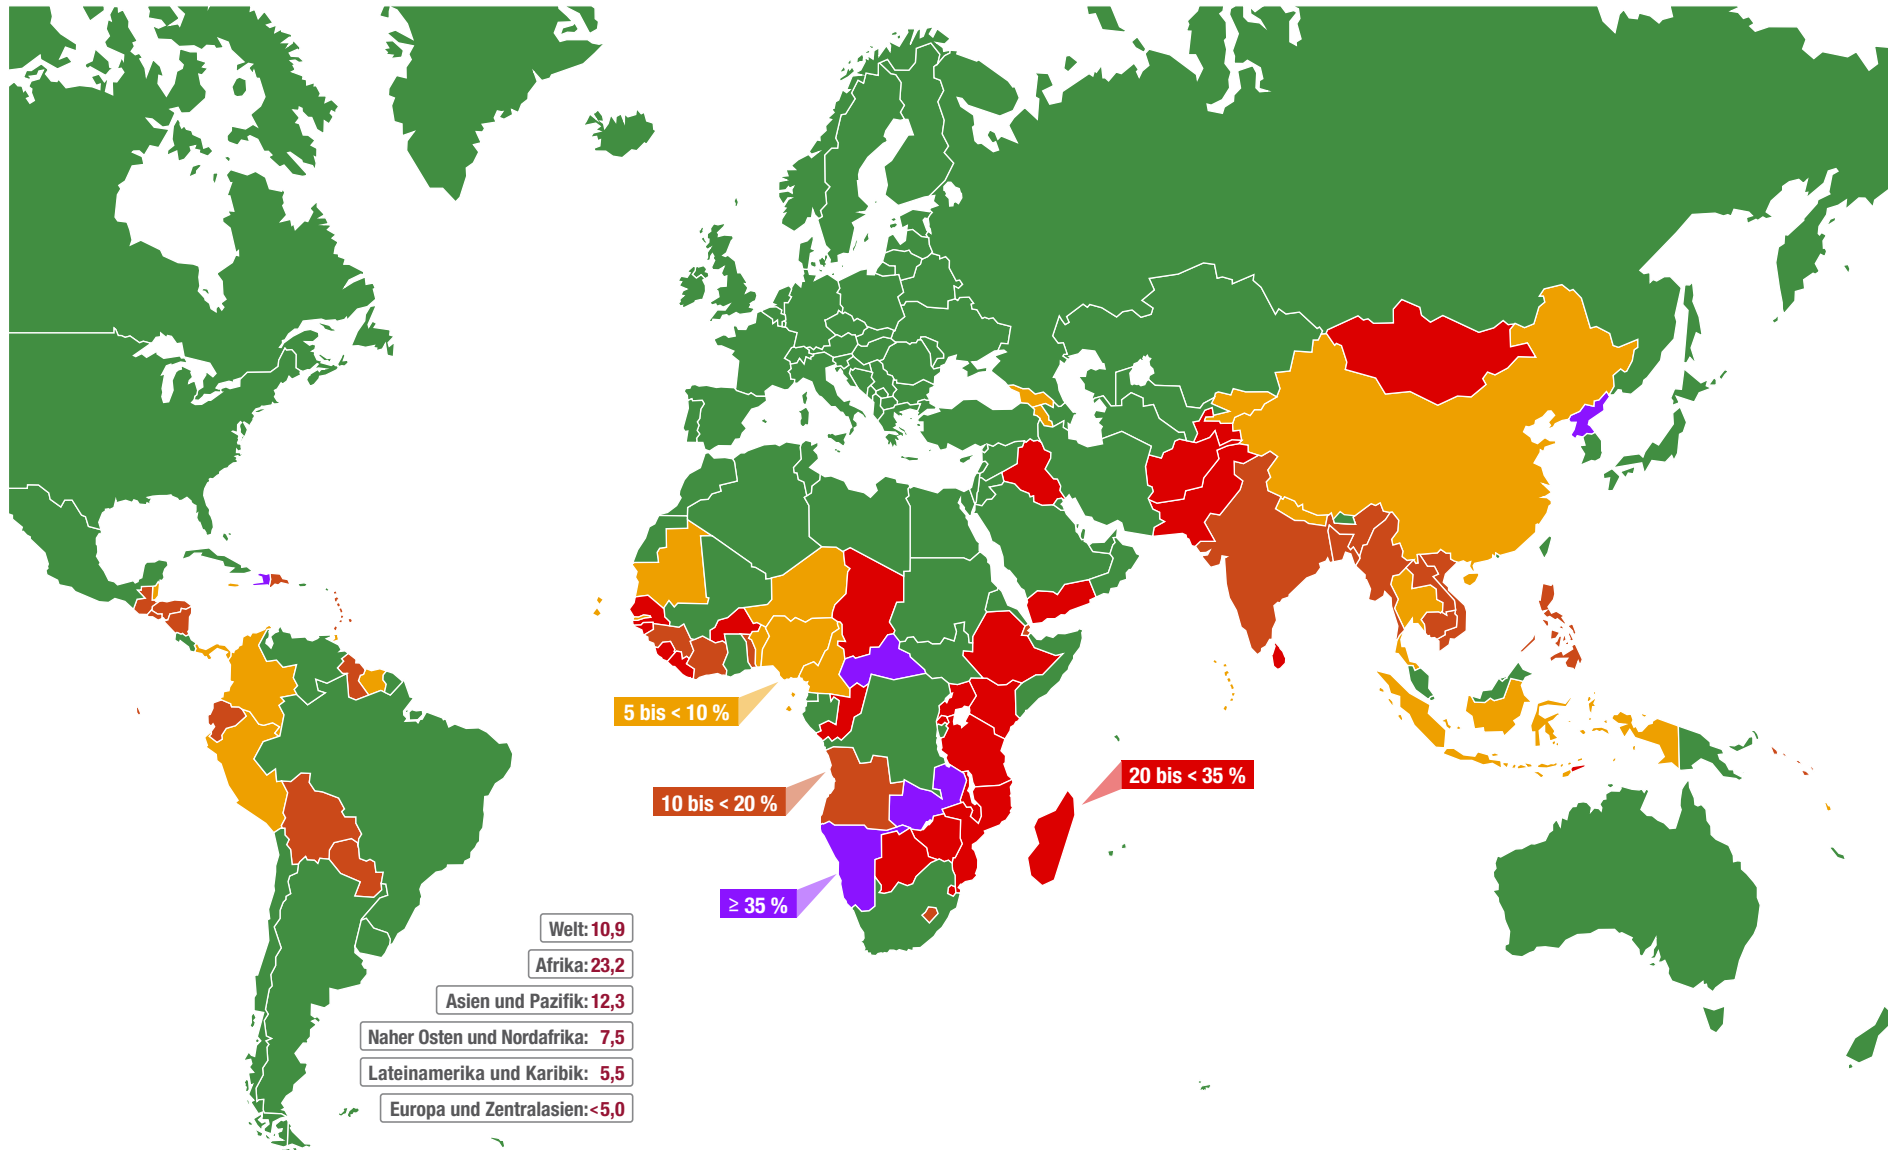 5 bis < 10 %
10 bis < 20 %
20 bis < 35 %
≥ 35 %
Welt: 10,9
Afrika: 23,2
Asien und Pazifik: 12,3
Naher Osten und Nordafrika: 7,5
Lateinamerika und Karibik: 5,5
Europa und Zentralasien: <5,0